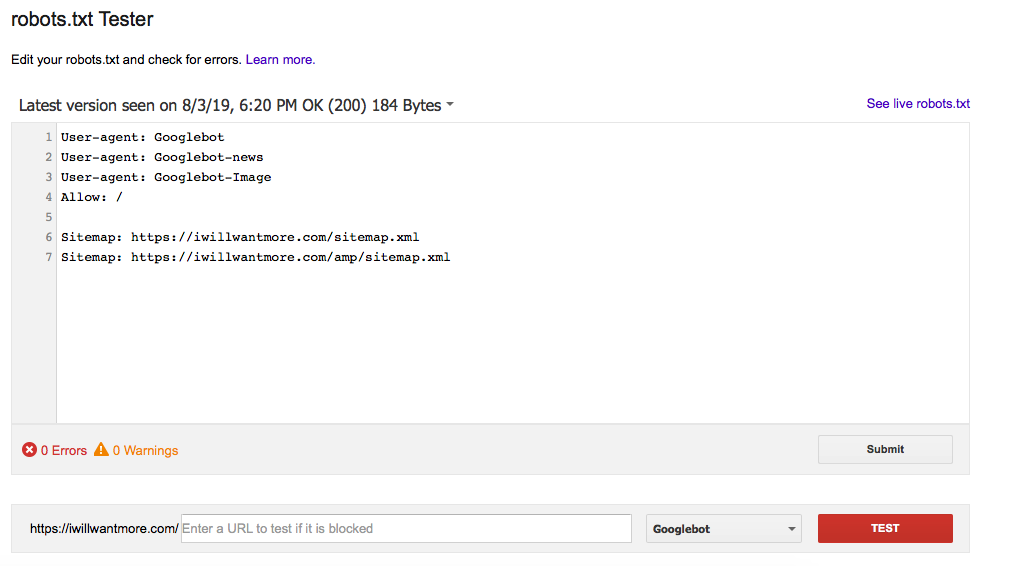 robots.txt Tester
Edit your robots.txt and check for errors. Learn more.
Latest version seen on 8/3/19, 6:20 PM OK (200) 184 Bytes
See live robots.txt
1 User-agent: Googlebot
2 User-agent: Googlebot-news
3 User-agent: Googlebot-Image
4 Allow: /
5
6 Sitemap: https://iwillwantmore.com/sitemap.xml
7 Sitemap: https://iwillwantmore.com/amp/sitemap.xml
0 Errors 0 Warnings
Submit
https://iwillwantmore.com/ Enter a URL to test if it is blocked Googlebot TEST